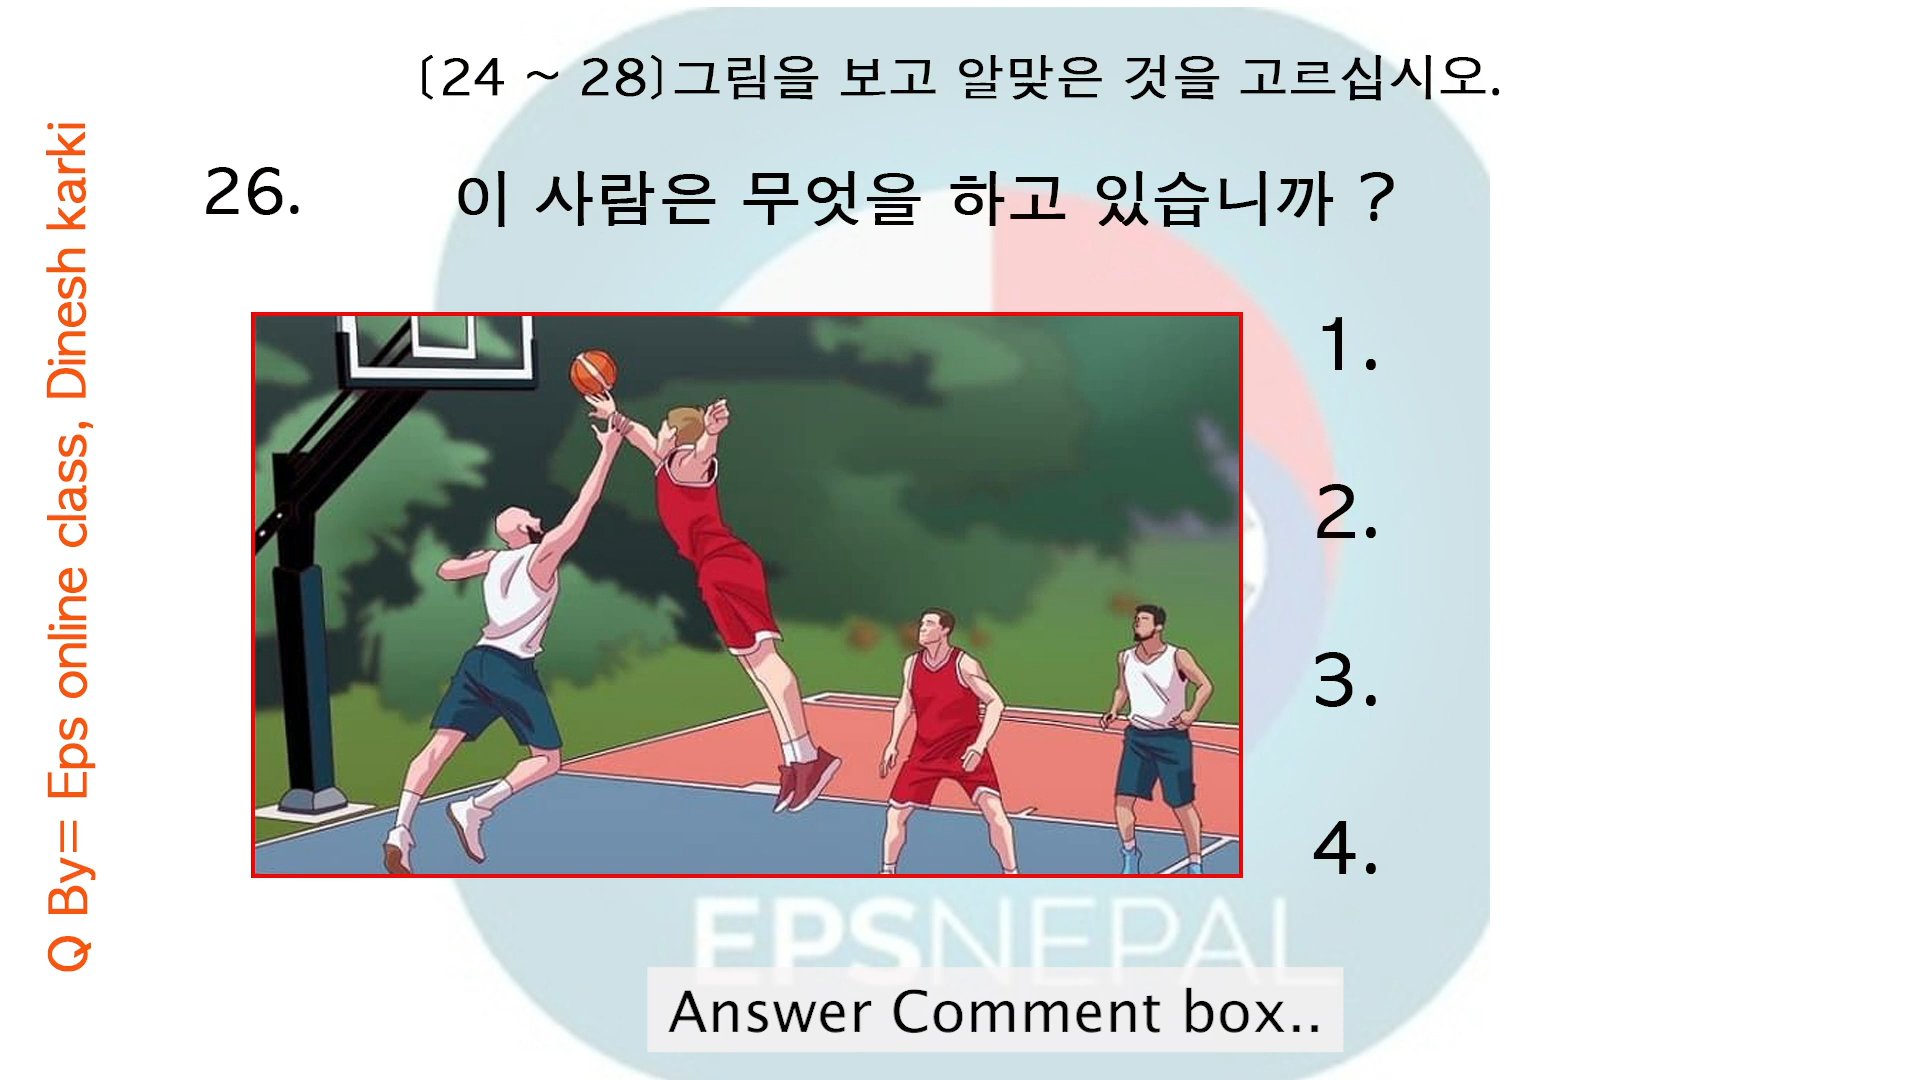 [24 ~ 28]그림을 보고 알맞은 것을 고르십시오.
26. 이 사람은 무엇을 하고 있습니까 ?
1.
2.
3.
4.
EPSNEPAL
Answer Comment box..
Q By= Eps online class, Dinesh karki